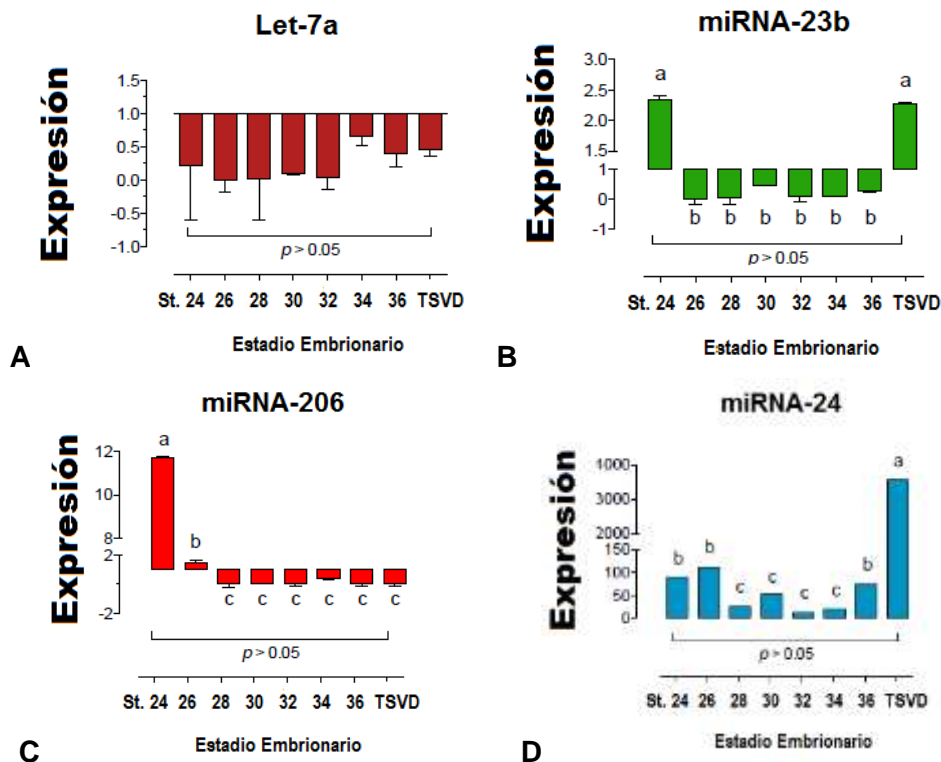 Let-7a
Expresión
1.5
1.0
0.5
0.0
-0.5
-1.0
p > 0.05
St. 24 26 28 30 32 34 36 TSVD
Estadio Embrionario
A
miRNA-23b
Expresión
a a
2.5
2.0
1.5
1
0
-1
b b b b b b
p > 0.05
St. 24 26 28 30 32 34 36 TSVD
Estadio Embrionario
B
miRNA-206
Expresión
a
12
10
8
b
2
-2
c c c c c c
p > 0.05
St. 24 26 28 30 32 34 36 TSVD
Estadio Embrionario
C
miRNA-24
Expresión
a
4000
3000
2000
150
100
50
0
b b c c c c b
p > 0.05
St. 24 26 28 30 32 34 36 TSVD
Estadio Embrionario
D